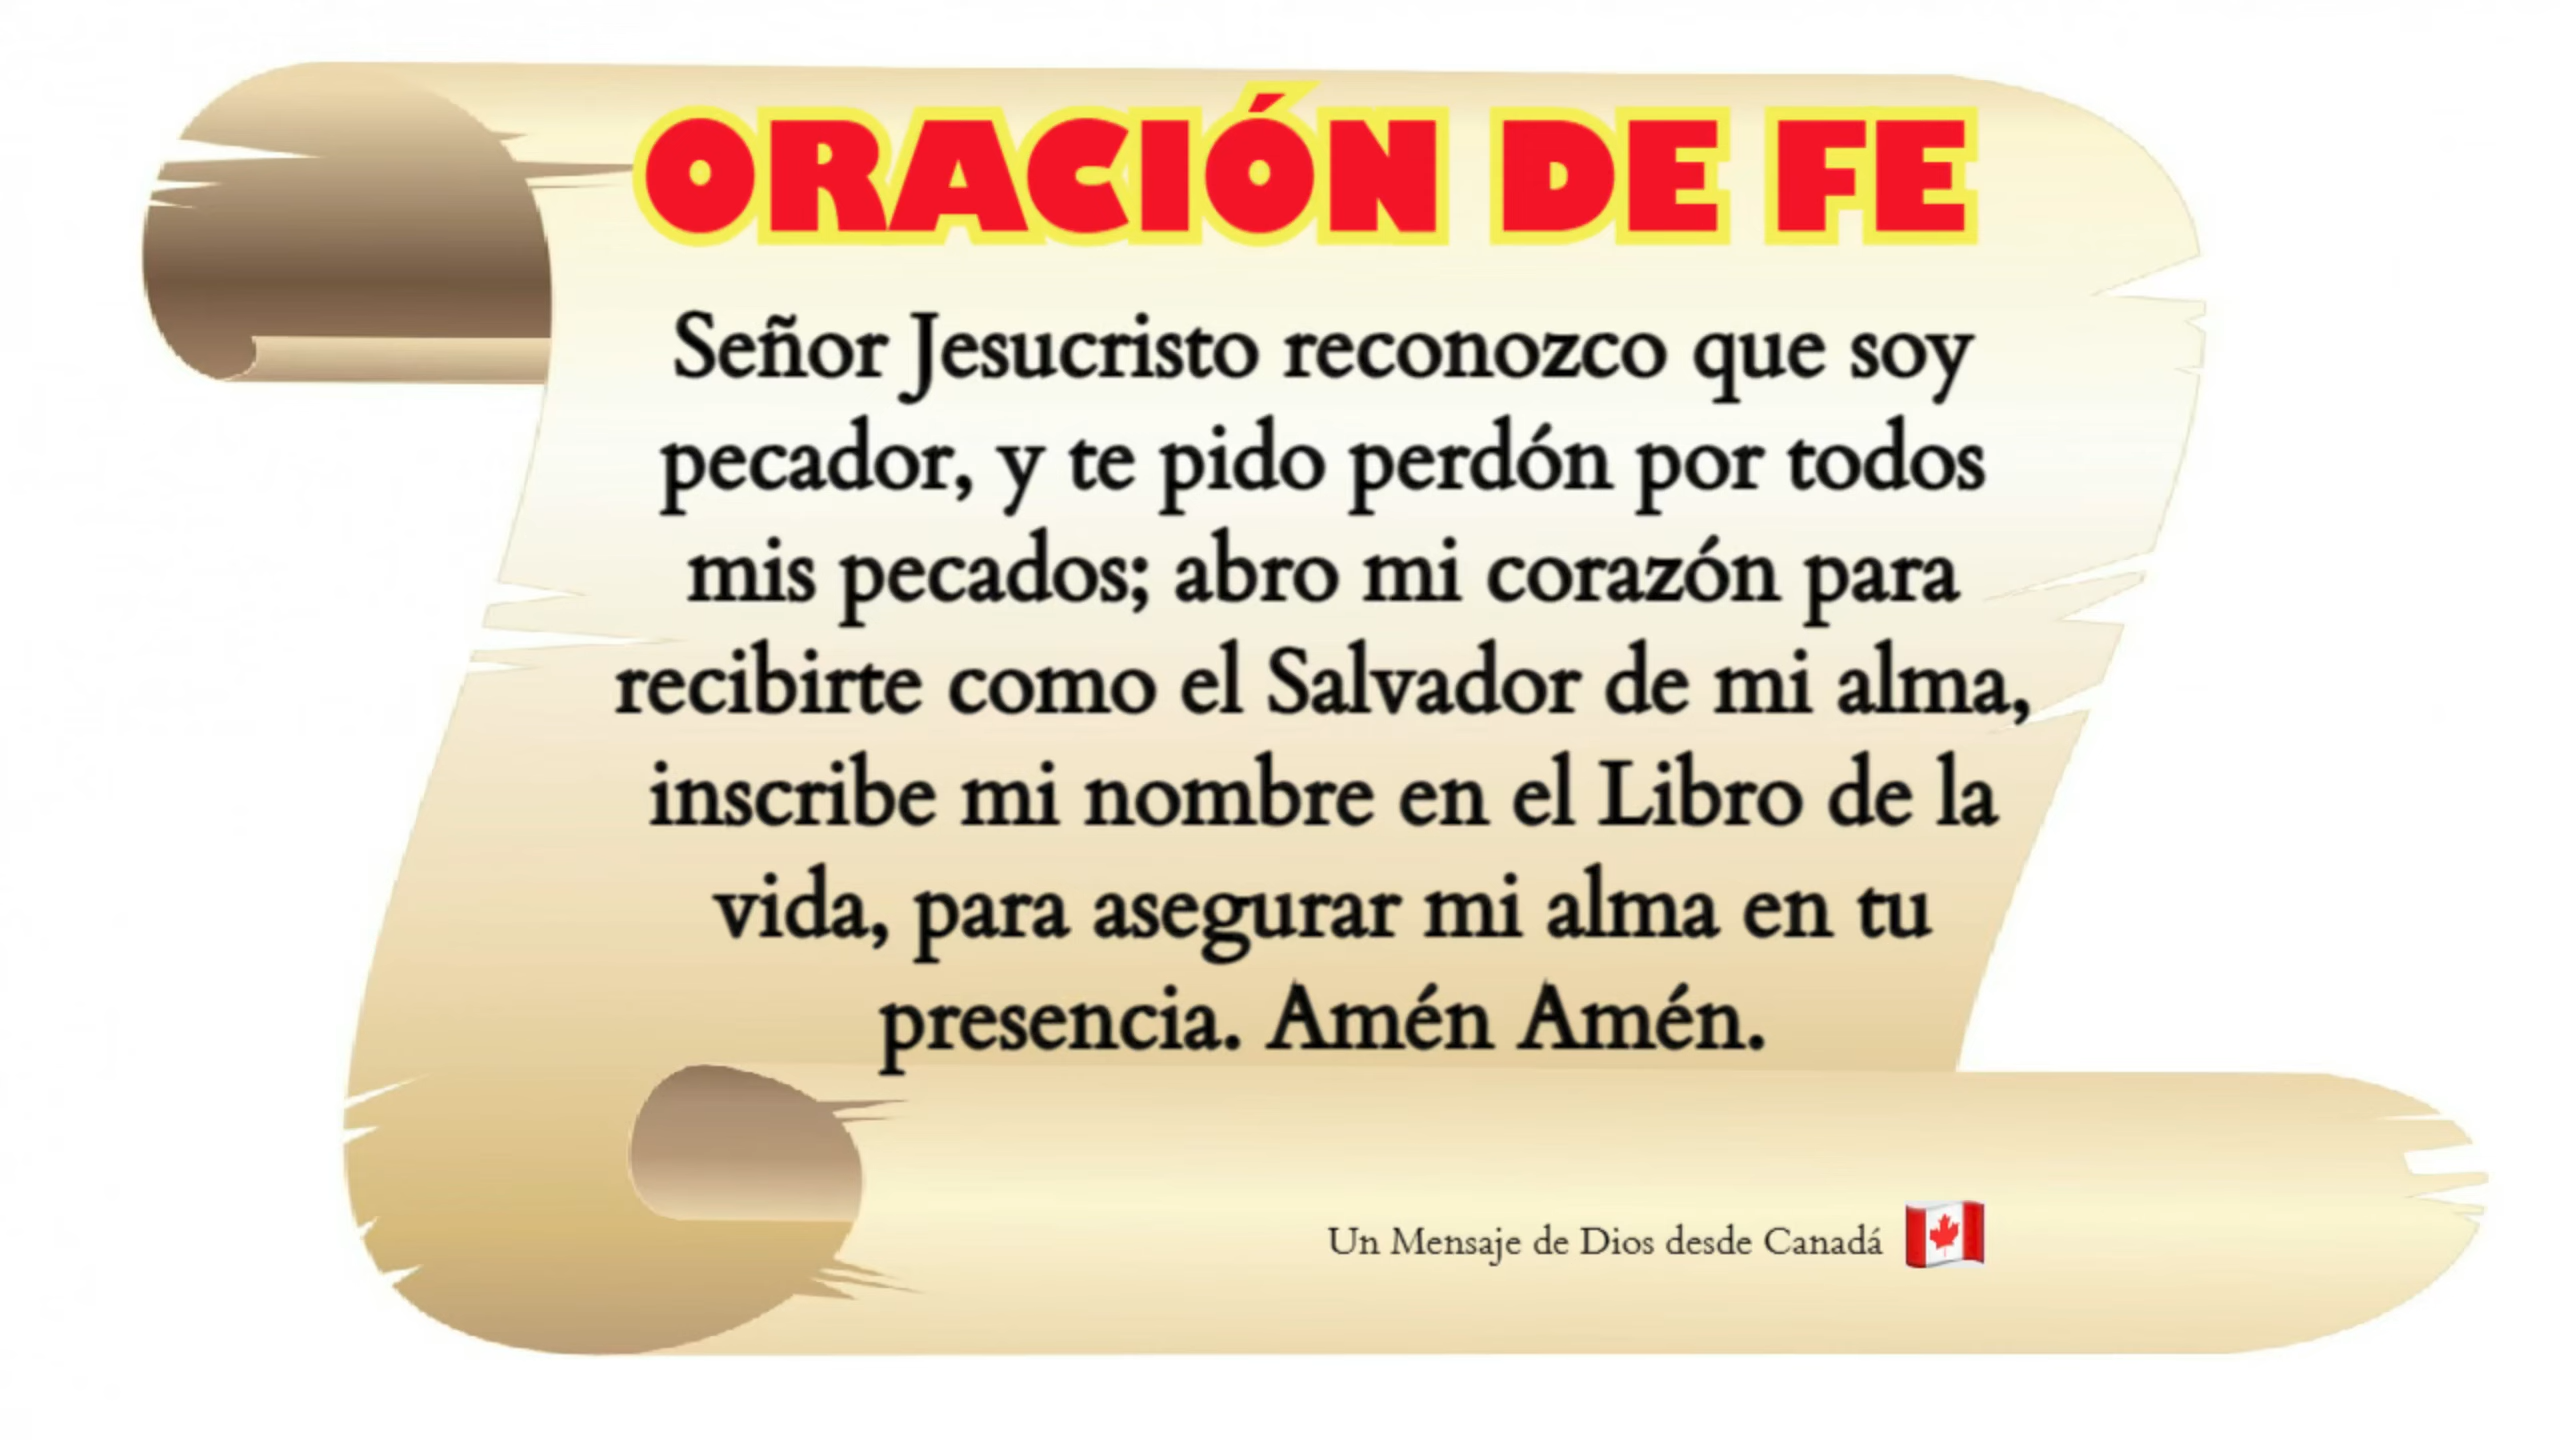 ORACIÓN DE FE
Señor Jesucristo reconozco que soy
pecador, y te pido perdón por todos
mis pecados; abro mi corazón para
recibirte como el Salvador de mi alma,
inscribe mi nombre en el Libro de la
vida, para asegurar mi alma en tu
presencia. Amén Amén.
Un Mensaje de Dios desde Canadá